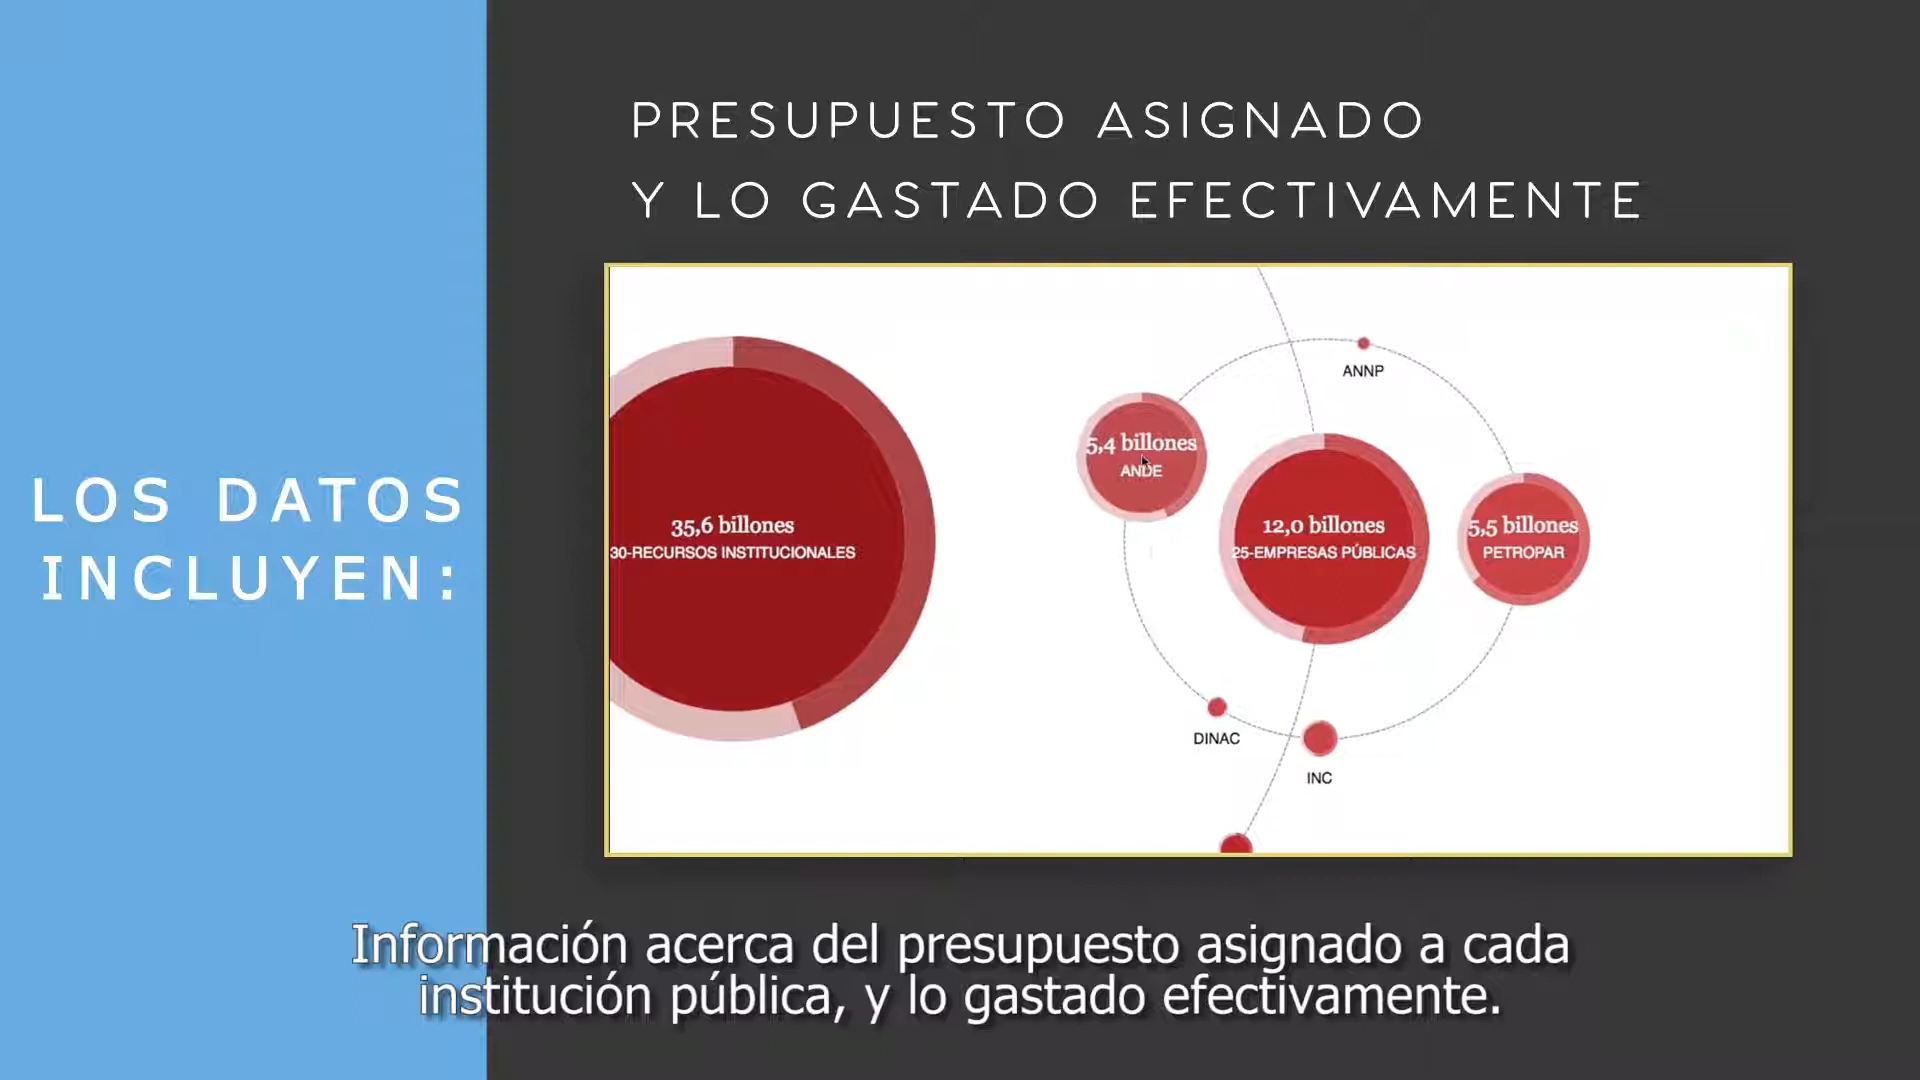 LOS DATOS
INCLUYEN:
PRESUPUESTO ASIGNADO
Y LO GASTADO EFECTIVAMENTE
35,6 billones
30-RECURSOS INSTITUCIONALES
5,4 billones
ANDE
ANNP
12,0 billones
25-EMPRESAS PÚBLICAS
5,5 billones
PETROPAR
DINAC
INC
Información acerca del presupuesto asignado a cada
institución pública, y lo gastado efectivamente.